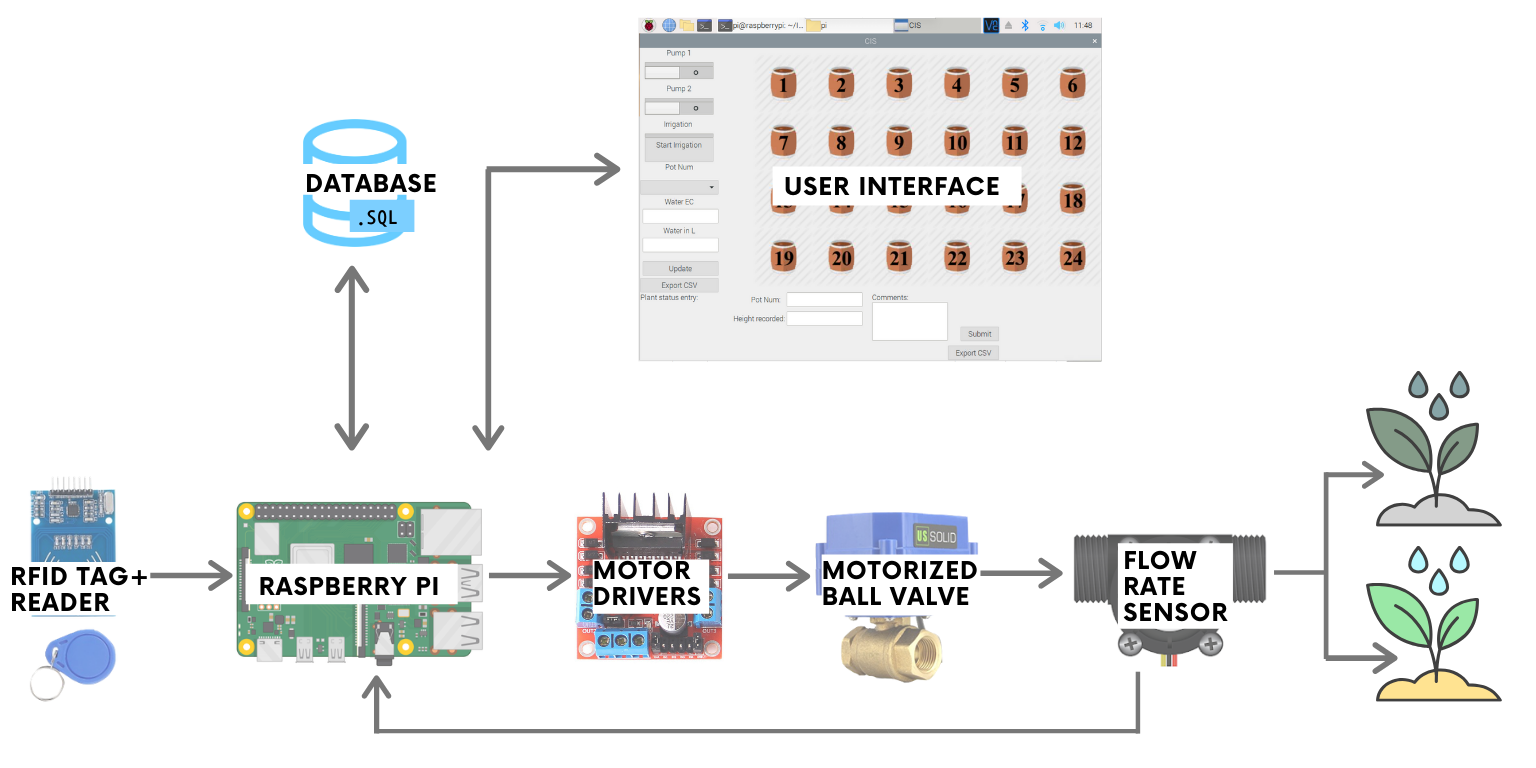 pi@raspberrypi: ~/I...
pi
CIS
11:48
CIS
Pump 1
Pump 2
Irrigation
Start Irrigation
Pot Num
Water EC
Water in L
Update
Export CSV
Plant status entry:
1 2 3 4 5 6
7 8 9 10 11 12
18
19 20 21 22 23 24
USER INTERFACE
Pot Num:
Height recorded:
Comments:
Submit
Export CSV
DATABASE
.SQL
RFID TAG+
READER
RASPBERRY PI
MOTOR
DRIVERS
US SOLID
MOTORIZED
BALL VALVE
FLOW
RATE
SENSOR